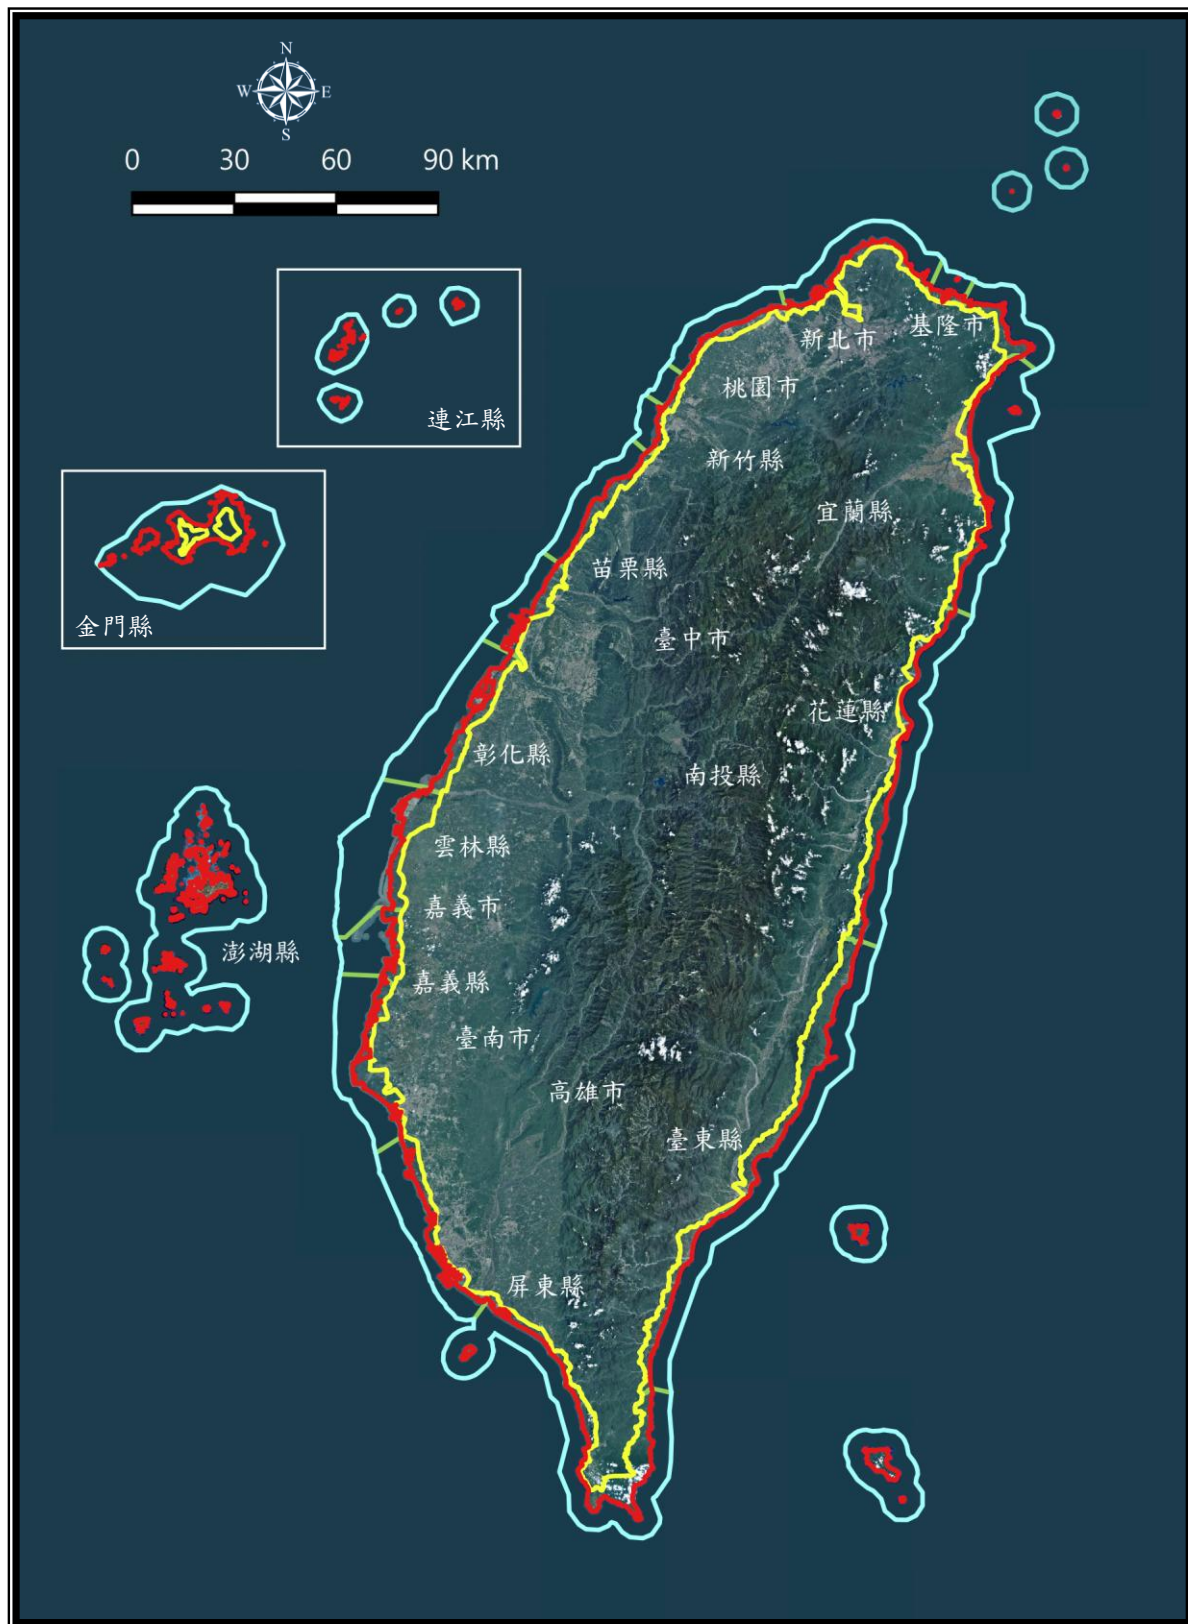 N
W E
S
0 30 60 90 km
連江縣
金門縣
基隆市
新北市
桃園市
新竹縣
宜蘭縣
苗栗縣
臺中市
花蓮縣
彰化縣
南投縣
雲林縣
嘉義市
澎湖縣
嘉義縣
臺南市
高雄市
臺東縣
屏東縣